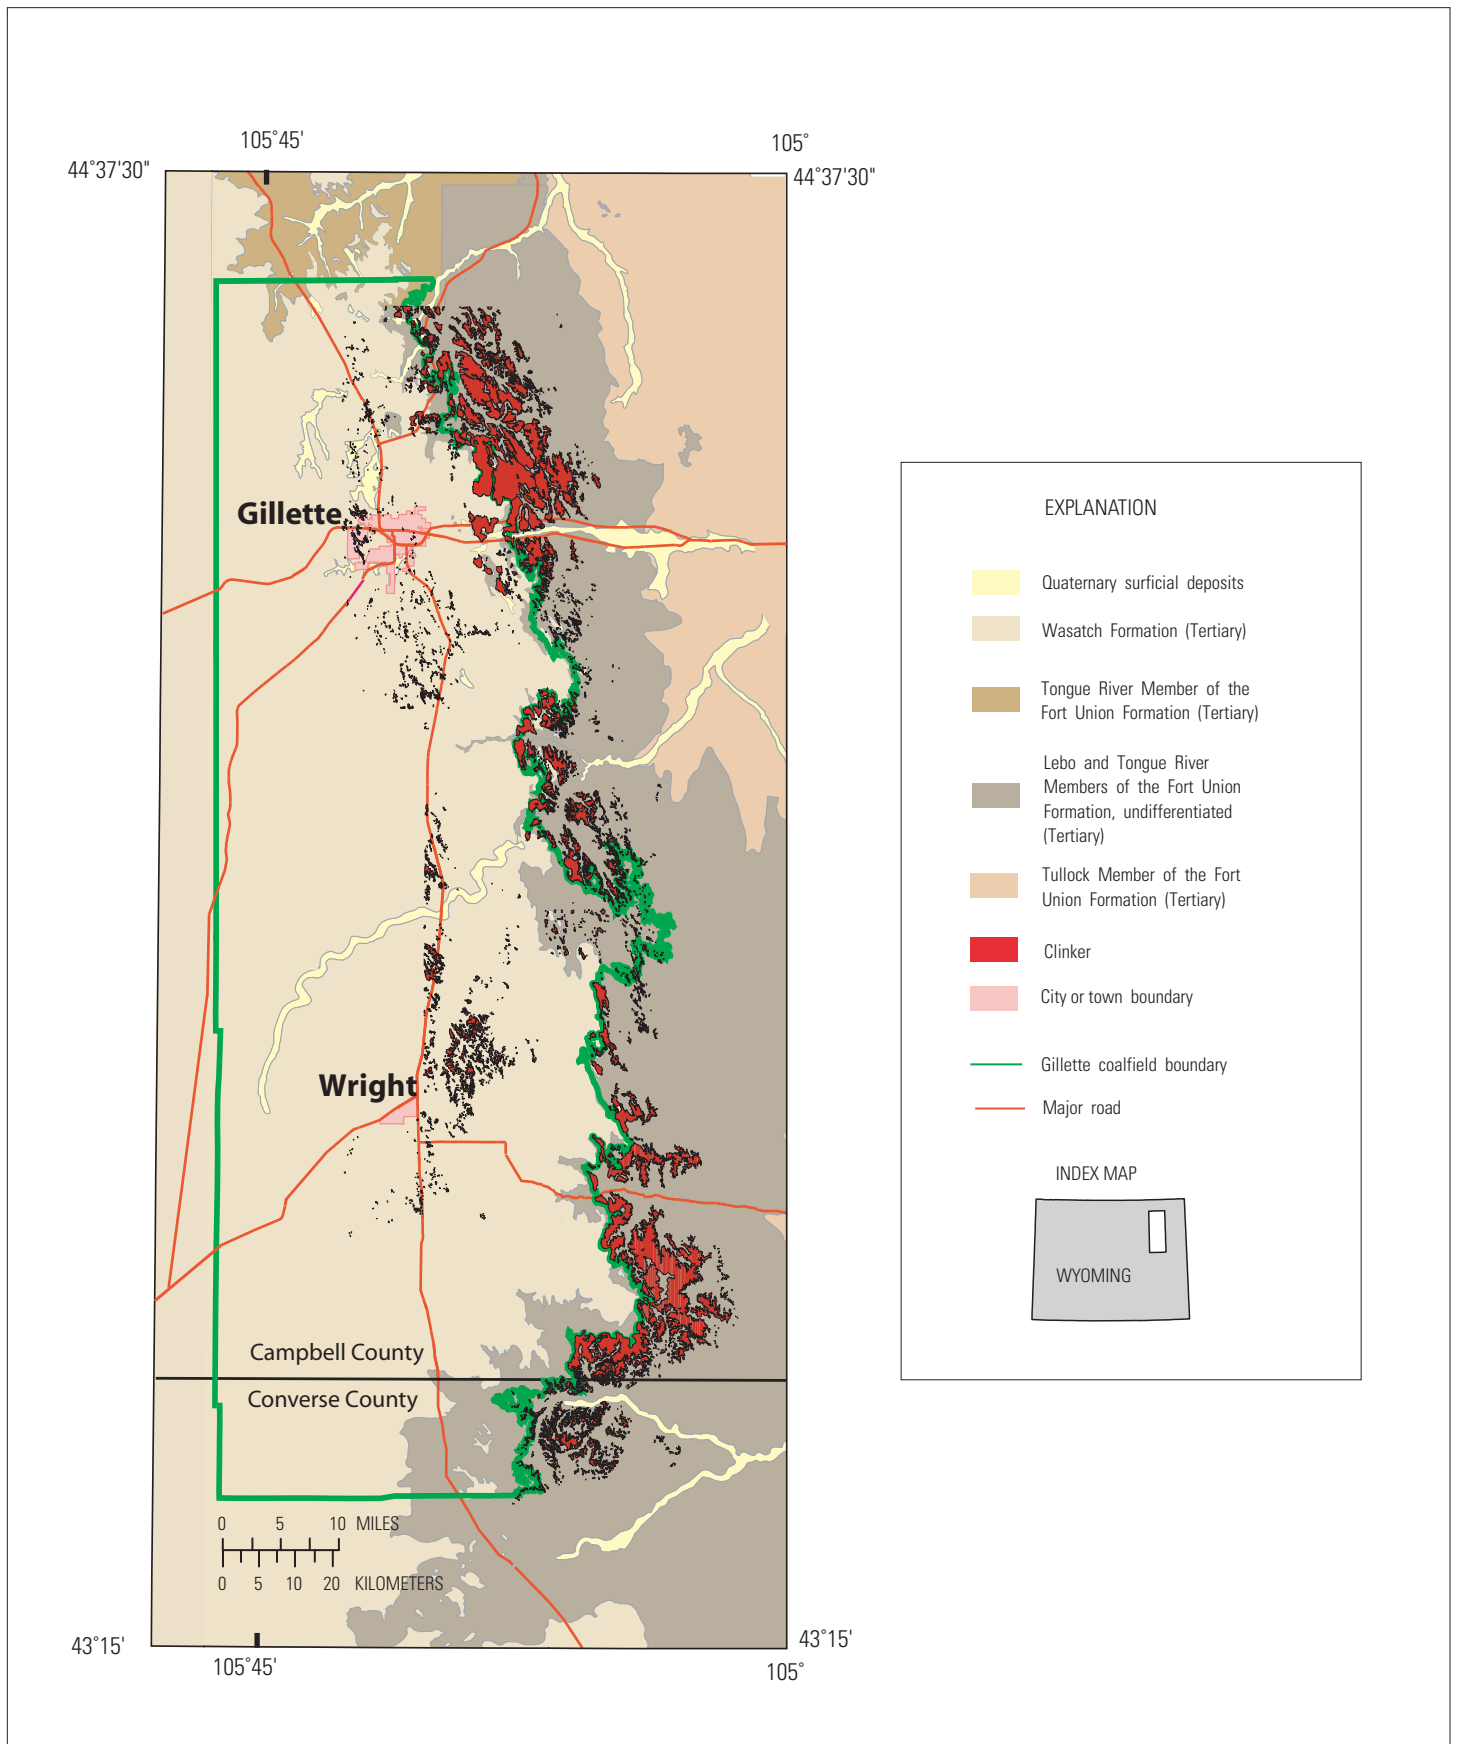 105°45'
105°
44°37'30"
44°37'30"
Gillette
Wright
Campbell County
Converse County
0 5 10 MILES
0 5 10 20 KILOMETERS
43°15'
43°15'
105°45'
105°
EXPLANATION
Quaternary surficial deposits
Wasatch Formation (Tertiary)
Tongue River Member of the
Fort Union Formation (Tertiary)
Lebo and Tongue River
Members of the Fort Union
Formation, undifferentiated
(Tertiary)
Tullock Member of the Fort
Union Formation (Tertiary)
Clinker
City or town boundary
Gillette coalfield boundary
Major road
INDEX MAP
WYOMING